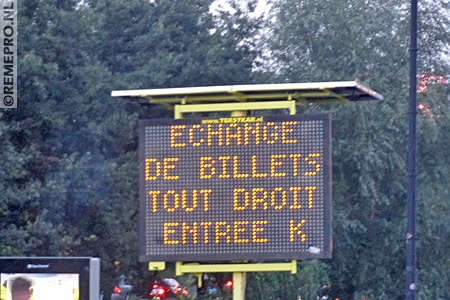 © REMEPRO.NL
www.TEKSTKAR.nl
ECHANGE
DE BILLETS
TOUT DROIT
ENTREE K